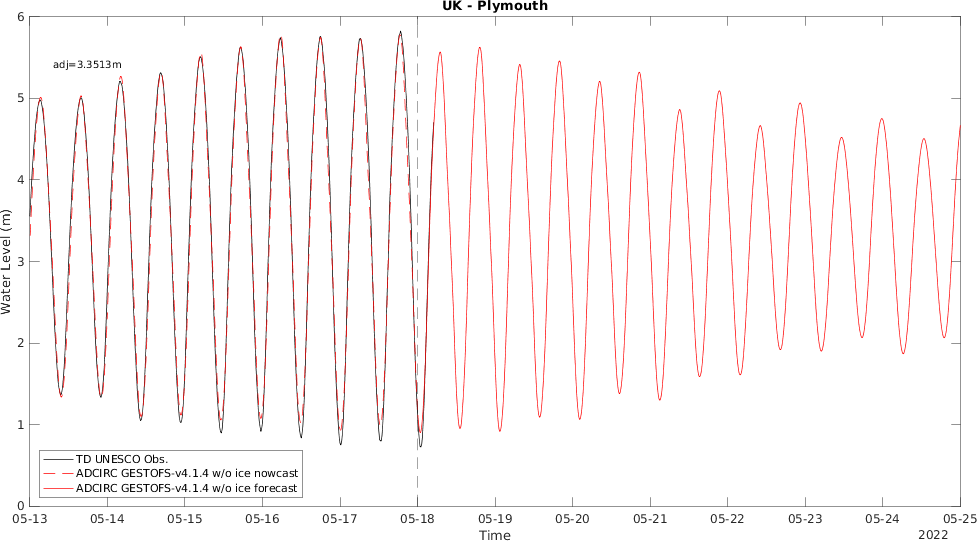 UK - Plymouth
adj=3.3513m
6
5
4
3
2
1
0
Water Level (m)
TD UNESCO Obs.
ADCIRC GESTOFS-v4.1.4 w/o ice nowcast
ADCIRC GESTOFS-v4.1.4 w/o ice forecast
05-13 05-14 05-15 05-16 05-17 05-18 05-19 05-20 05-21 05-22 05-23 05-24 05-25
Time
2022